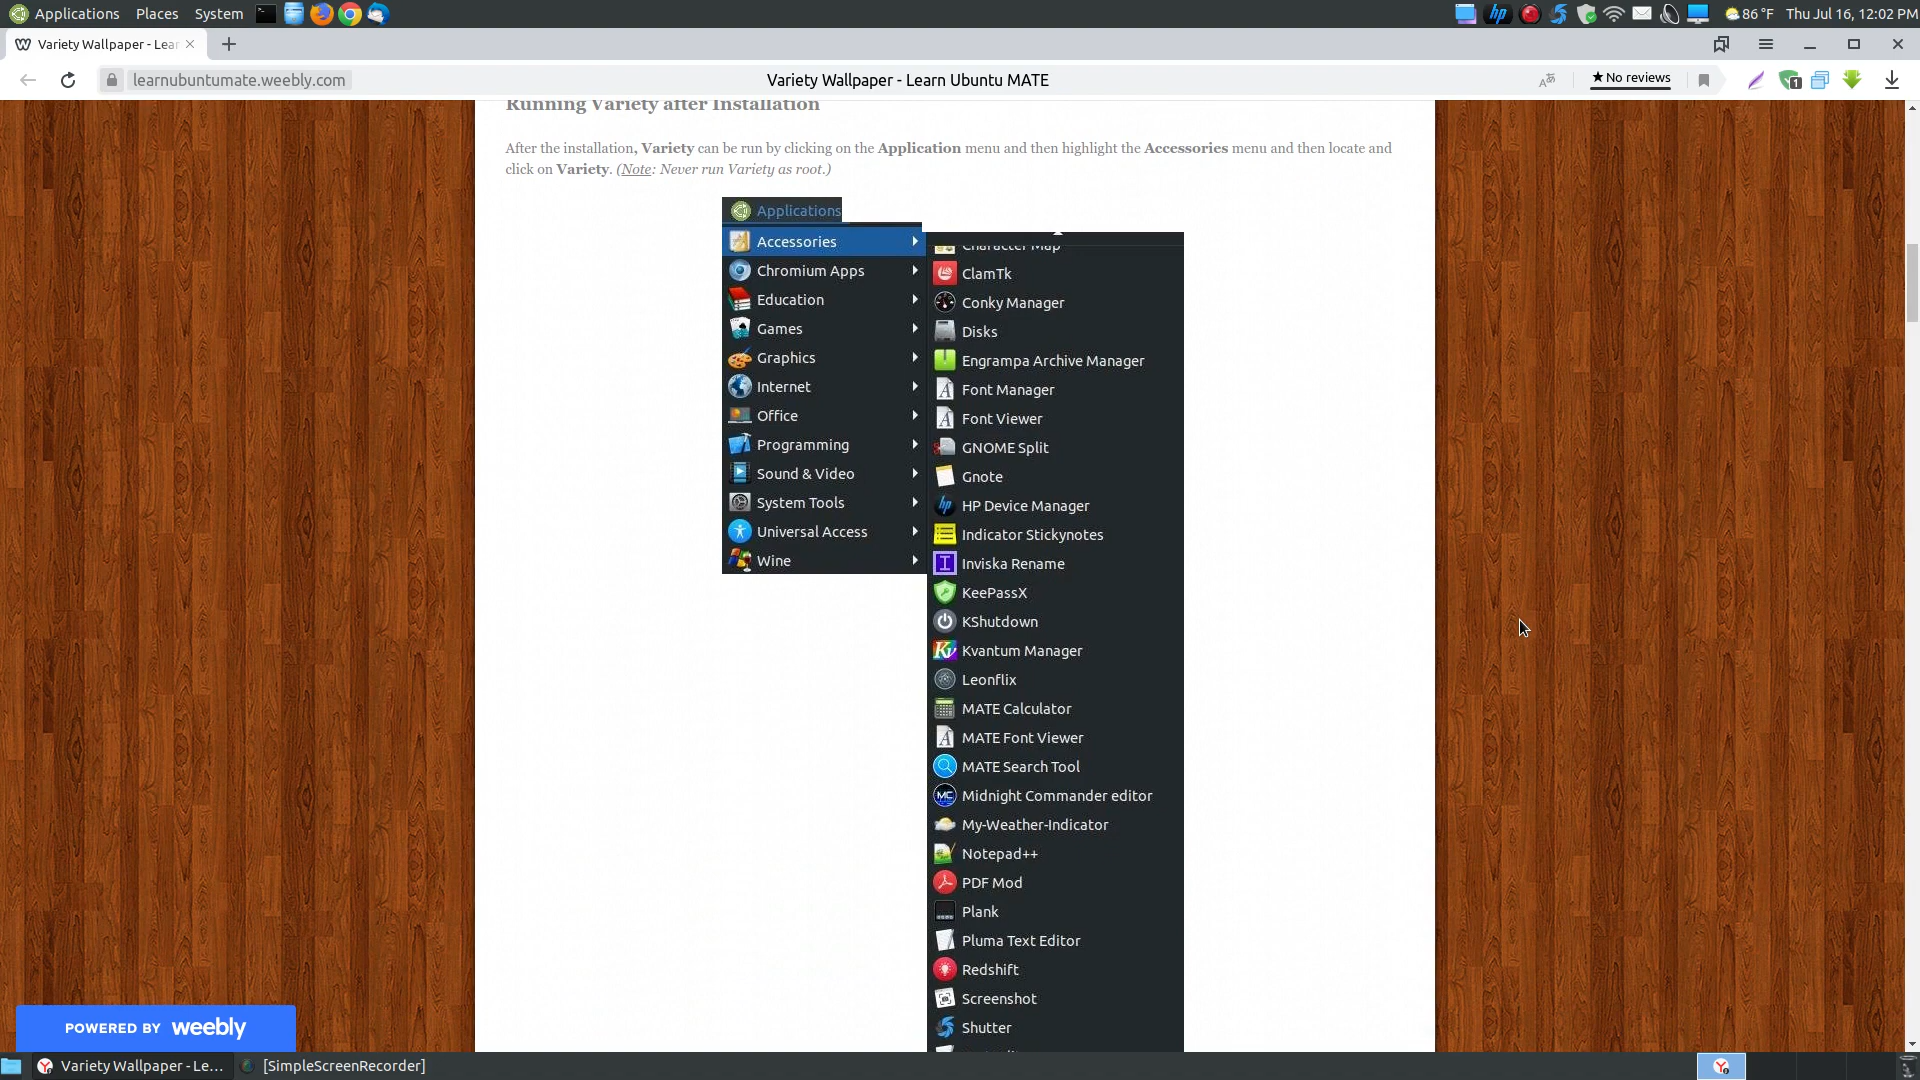 Applications Places System
86 °F Thu Jul 16, 12:02 PM
Variety Wallpaper - Lear
learnubuntumate.weebly.com
Variety Wallpaper - Learn Ubuntu MATE
★ No reviews
1
Running Variety after Installation
After the installation, Variety can be run by clicking on the Application menu and then highlight the Accessories menu and then locate and
click on Variety. (Note: Never run Variety as root.)
Applications
Accessories
Chromium Apps
Education
Games
Graphics
Internet
Office
Programming
Sound & Video
System Tools
Universal Access
Wine
Character Map
ClamTk
Conky Manager
Disks
Engrampa Archive Manager
Font Manager
Font Viewer
GNOME Split
Gnote
HP Device Manager
Indicator Stickynotes
Inviska Rename
KeePassX
KShutdown
Kvantum Manager
Leonflix
MATE Calculator
MATE Font Viewer
MATE Search Tool
Midnight Commander editor
My-Weather-Indicator
Notepad++
PDF Mod
Plank
Pluma Text Editor
Redshift
Screenshot
Shutter
POWERED BY weebly
Variety Wallpaper - Le...
[SimpleScreenRecorder]